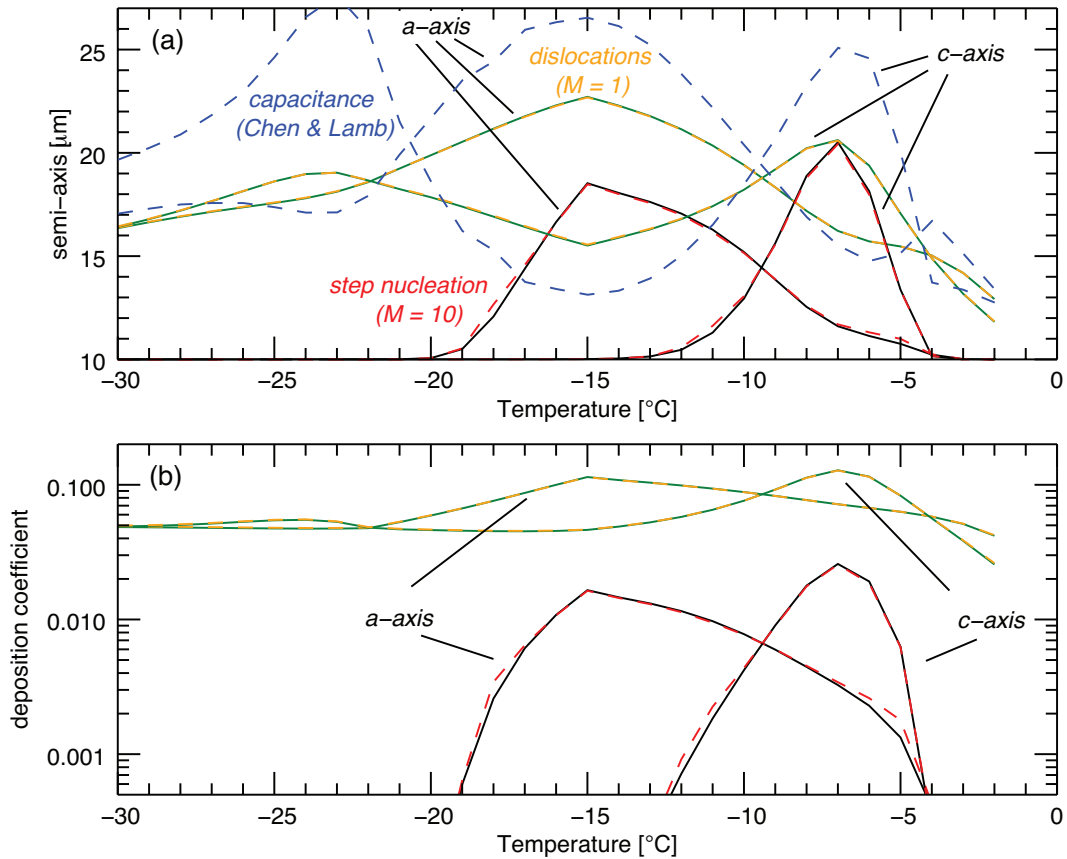 (a)
a−axis
c−axis
dislocations
(M = 1)
capacitance
(Chen & Lamb)
step nucleation
(M = 10)
semi−axis [μm]
25
20
15
10
−30
−25
−20
−15
−10
−5
0
Temperature [°C]
(b)
a−axis
c−axis
deposition coefficient
0.100
0.010
0.001
−30
−25
−20
−15
−10
−5
0
Temperature [°C]